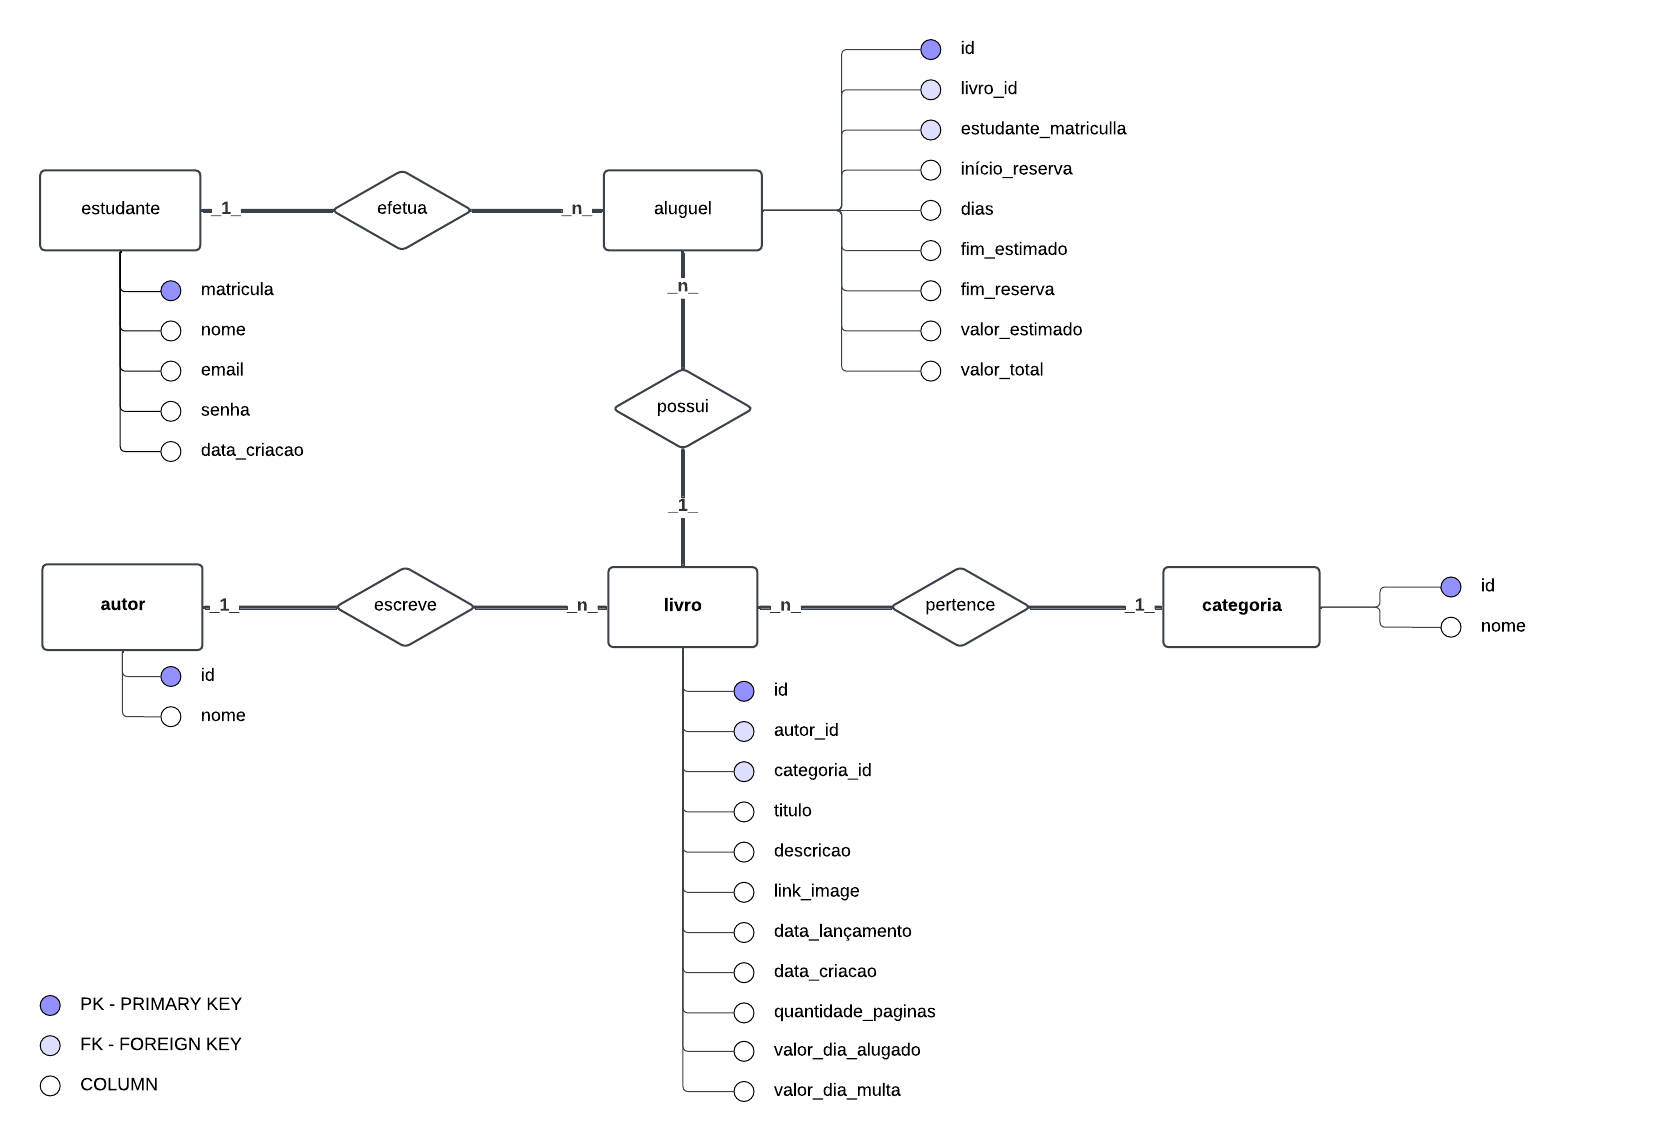 id
livro_id
estudante_matriculla
início_reserva
dias
fim_estimado
fim_reserva
valor_estimado
valor_total
estudante
_1_
efetua
_n_
aluguel
matricula
nome
email
senha
data_criacao
_n_
possui
_1_
autor
_1_
escreve
_n_
livro
_n_
pertence
_1_
categoria
id
nome
id
nome
id
autor_id
categoria_id
titulo
descricao
link_image
data_lançamento
data_criacao
quantidade_paginas
valor_dia_alugado
valor_dia_multa
PK - PRIMARY KEY
FK - FOREIGN KEY
COLUMN